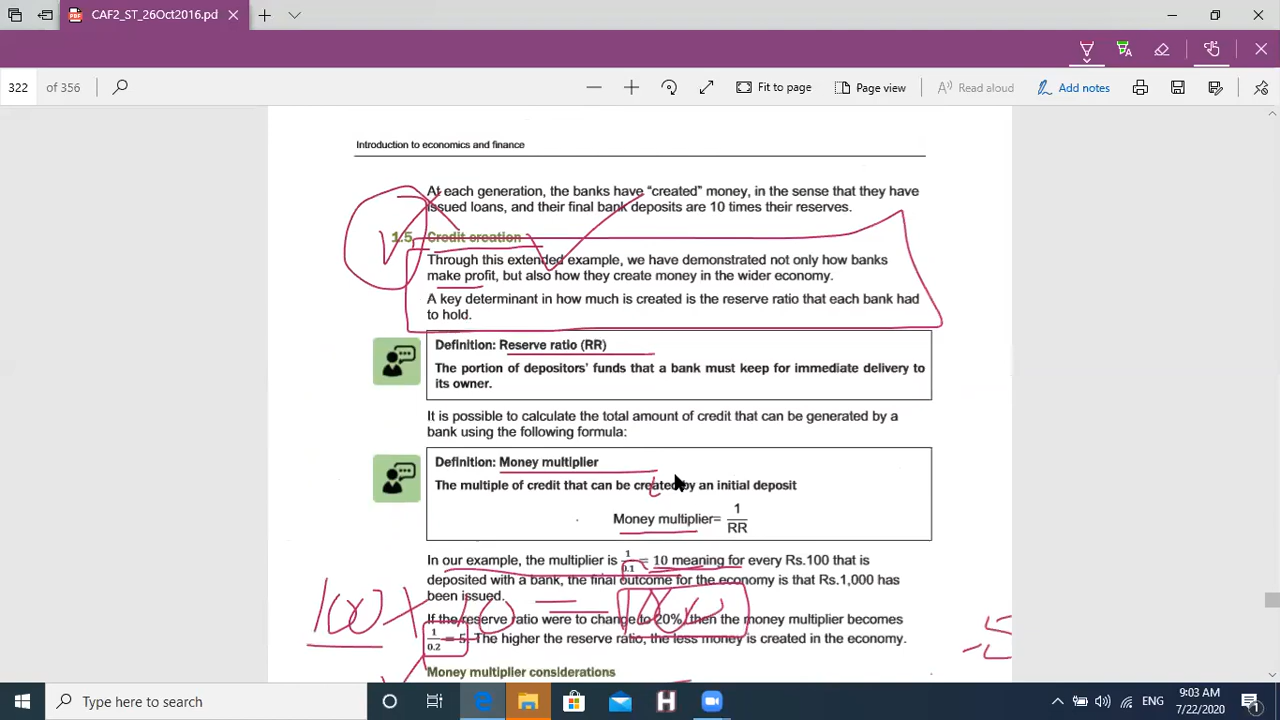 CAF2_ST_26Oct2016.pd
322 of 356
Fit to page
Page view
Read aloud
Add notes
Introduction to economics and finance
At each generation, the banks have “created” money, in the sense that they have
issued loans, and their final bank deposits are 10 times their reserves.
1.5 Credit creation
Through this extended example, we have demonstrated not only how banks
make profit, but also how they create money in the wider economy.
A key determinant in how much is created is the reserve ratio that each bank had
to hold.
Definition: Reserve ratio (RR)
The portion of depositors’ funds that a bank must keep for immediate delivery to
its owner.
It is possible to calculate the total amount of credit that can be generated by a
bank using the following formula:
Definition: Money multiplier
The multiple of credit that can be created by an initial deposit
Money multiplier= 1/RR
In our example, the multiplier is 1/0.1 = 10 meaning for every Rs.100 that is
deposited with a bank, the final outcome for the economy is that Rs.1,000 has
been issued.
100 × 10 = 1000
If the reserve ratio were to change to 20%, then the money multiplier becomes
1/0.2 = 5. The higher the reserve ratio, the less money is created in the economy.
Money multiplier considerations
Type here to search
ENG
9:03 AM
7/22/2020